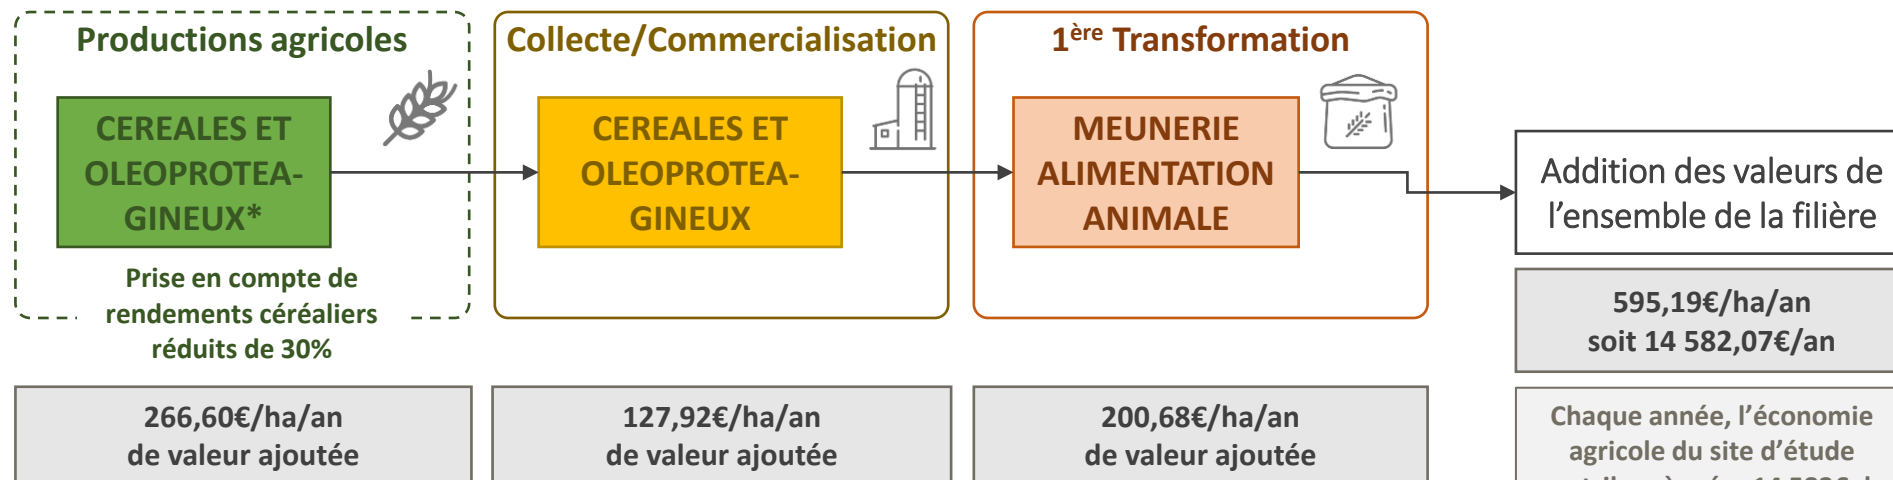 Productions agricoles
CEREALES ET
OLEOPROTEA-
GINEUX*
Prise en compte de
rendements céréaliers
réduits de 30%
266,60€/ha/an
de valeur ajoutée
Collecte/Commercialisation
CEREALES ET
OLEOPROTEA-
GINEUX
127,92€/ha/an
de valeur ajoutée
1ère Transformation
MEUNERIE
ALIMENTATION
ANIMALE
200,68€/ha/an
de valeur ajoutée
Addition des valeurs de
l'ensemble de la filière
595,19€/ha/an
soit 14 582,07€/an
Chaque année, l'économie
agricole du site d'étude